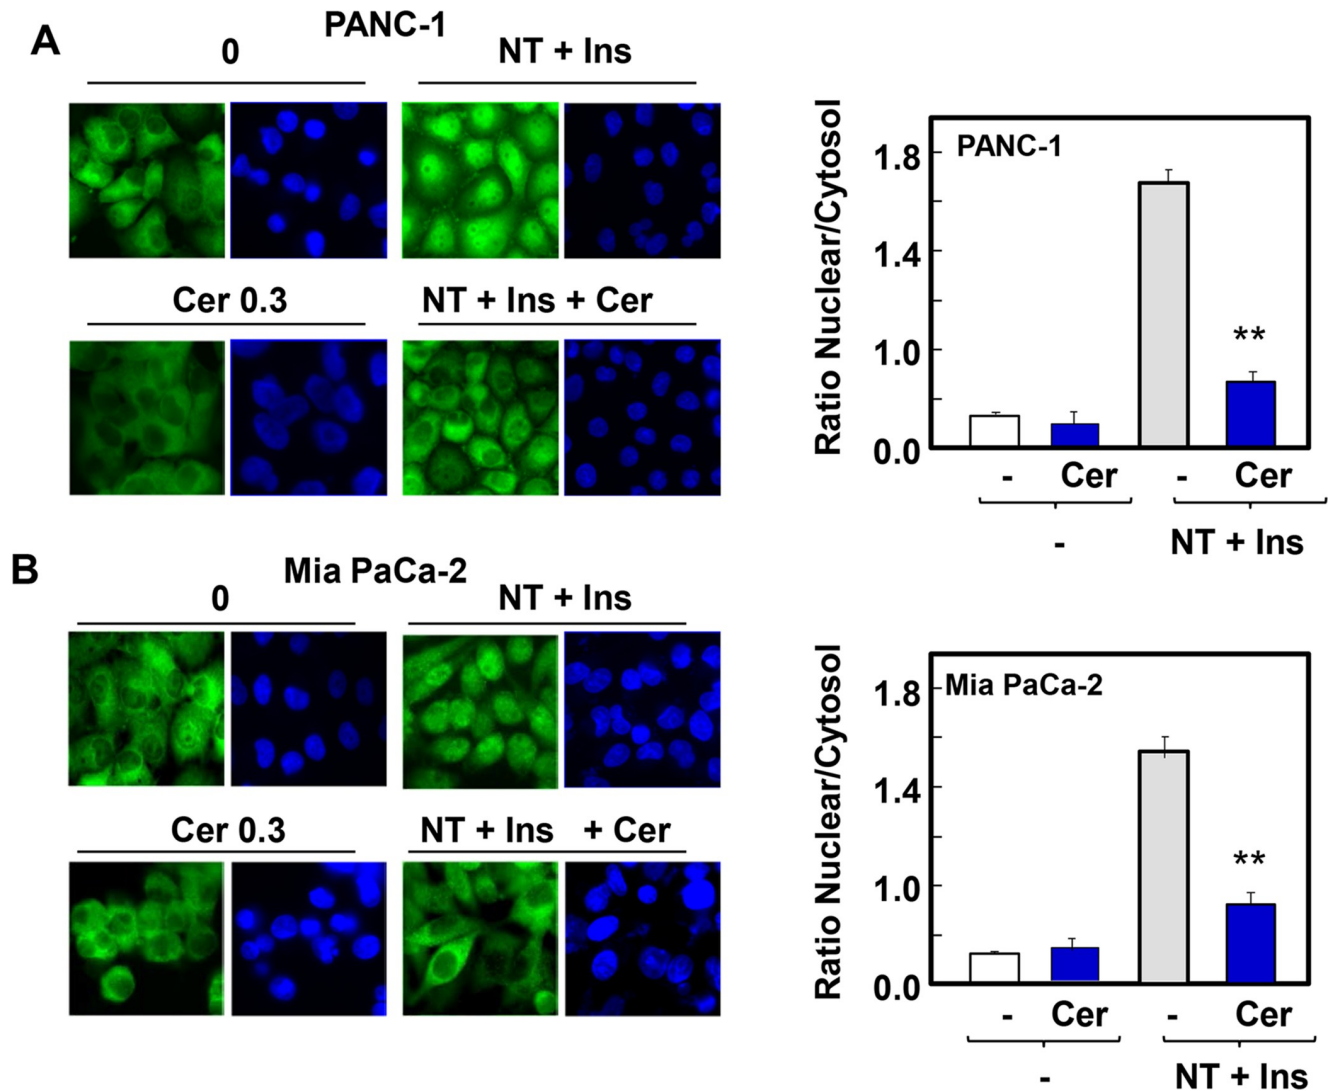 A
PANC-1
0
NT + Ins
Cer 0.3
NT + Ins + Cer
Ratio Nuclear/Cytosol
PANC-1
1.8
1.4
1.0
0.0
**
- Cer - Cer
- NT + Ins
B
Mia PaCa-2
0
NT + Ins
Cer 0.3
NT + Ins + Cer
Ratio Nuclear/Cytosol
Mia PaCa-2
1.8
1.4
1.0
0.0
**
- Cer - Cer
- NT + Ins